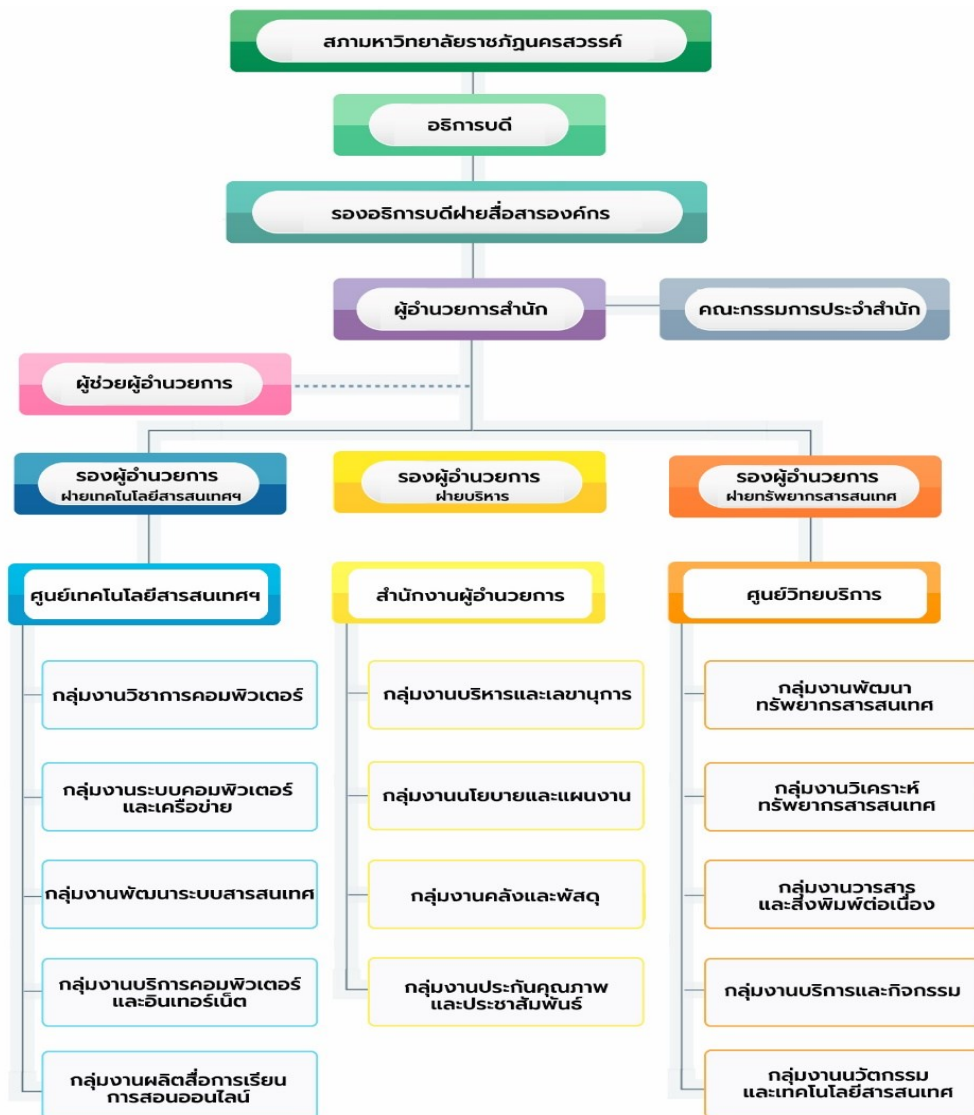 สภามหาวิทยาลัยราชภัฏนครสวรรค์
อธิการบดี
รองอธิการบดีฝ่ายสื่อสารองค์กร
ผู้อำนวยการสำนัก
คณะกรรมการประจำสำนัก
ผู้ช่วยผู้อำนวยการ
รองผู้อำนวยการ
ฝ่ายเทคโนโลยีสารสนเทศฯ
รองผู้อำนวยการ
ฝ่ายบริหาร
รองผู้อำนวยการ
ฝ่ายทรัพยากรสารสนเทศ
ศูนย์เทคโนโลยีสารสนเทศฯ
สำนักงานผู้อำนวยการ
ศูนย์วิทยบริการ
กลุ่มงานวิชาการคอมพิวเตอร์
กลุ่มงานระบบคอมพิวเตอร์
และเครือข่าย
กลุ่มงานพัฒนาระบบสารสนเทศ
กลุ่มงานบริการคอมพิวเตอร์
และอินเทอร์เน็ต
กลุ่มงานผลิตสื่อการเรียน
การสอนออนไลน์
กลุ่มงานบริหารและเลขานุการ
กลุ่มงานนโยบายและแผนงาน
กลุ่มงานคลังและพัสดุ
กลุ่มงานประกันคุณภาพ
และประชาสัมพันธ์
กลุ่มงานพัฒนา
ทรัพยากรสารสนเทศ
กลุ่มงานวิเคราะห์
ทรัพยากรสารสนเทศ
กลุ่มงานวารสาร
และสิ่งพิมพ์ต่อเนื่อง
กลุ่มงานบริการและกิจกรรม
กลุ่มงานนวัตกรรม
และเทคโนโลยีสารสนเทศ